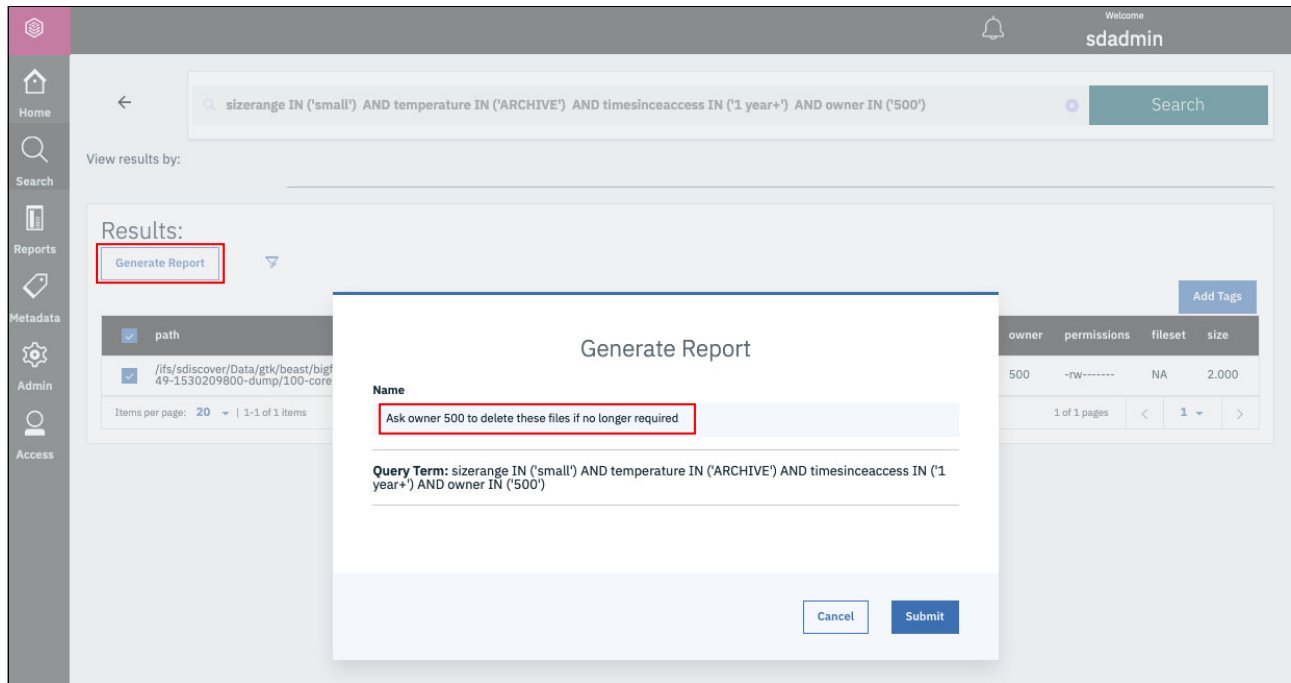 Welcome
sdadmin
Home
Search
Reports
Metadata
Admin
Access
sizerange IN ('small') AND temperature IN ('ARCHIVE') AND timesinceaccess IN ('1 year+') AND owner IN ('500')
Search
View results by:
Results:
Generate Report
Add Tags
path
owner permissions fileset size
/ifs/sdiscover/Data/gtk/beast/bigf
49-1530209800-dump/100-core
500 -rw------- NA 2.000
Items per page: 20 | 1-1 of 1 items
1 of 1 pages < 1 >
Generate Report
Name
Ask owner 500 to delete these files if no longer required
Query Term: sizerange IN ('small') AND temperature IN ('ARCHIVE') AND timesinceaccess IN ('1
year+') AND owner IN ('500')
Cancel
Submit